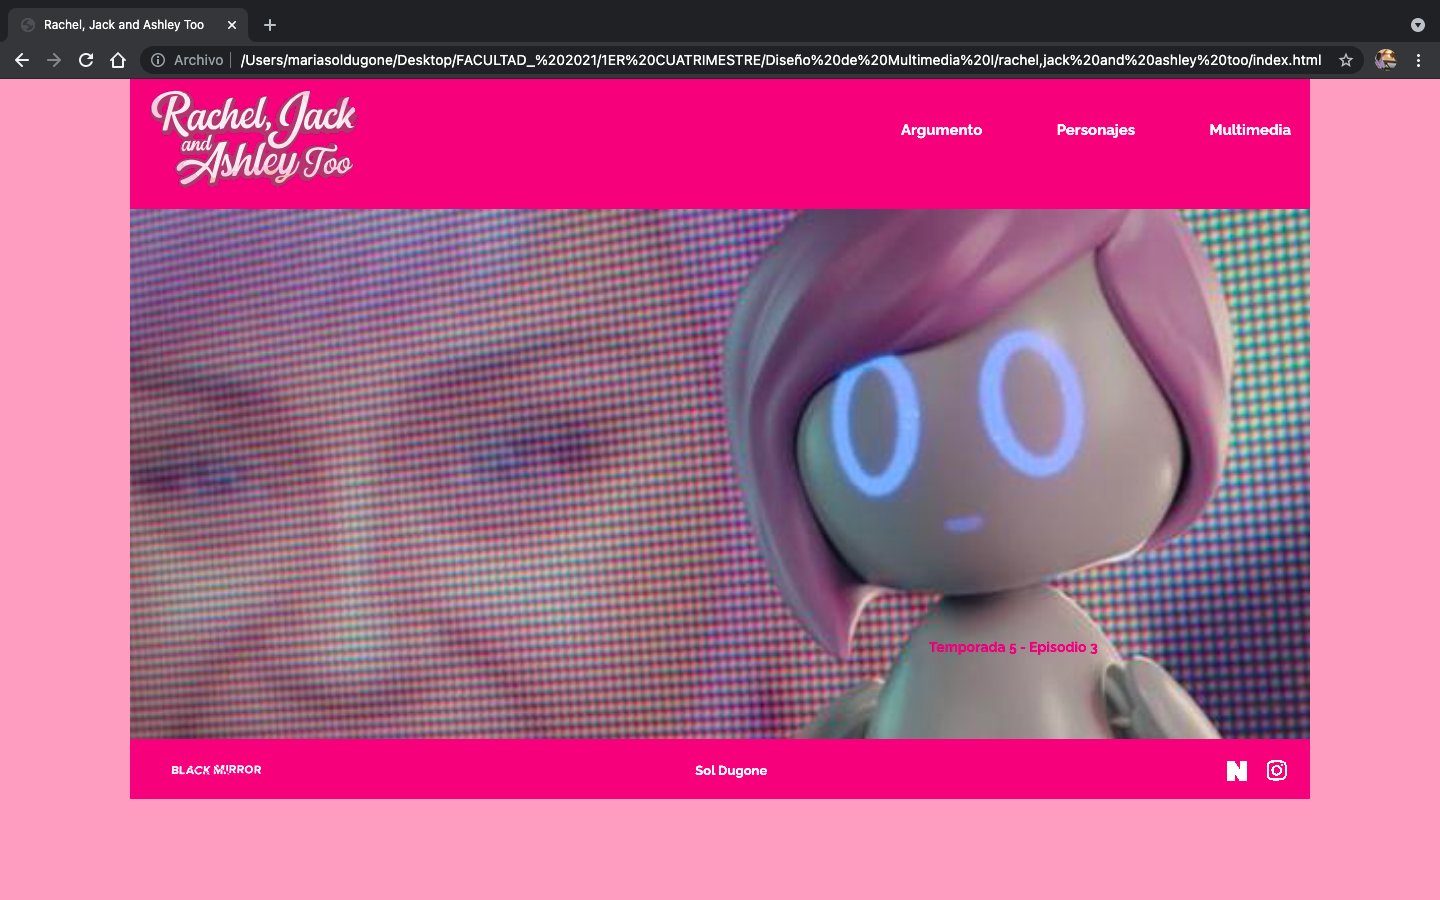 Rachel, Jack and Ashley Too
Archivo
/Users/mariasoldugone/Desktop/FACULTAD_%202021/1ER%20CUATRIMESTRE/Diseño%20de%20Multimedia%20I/rachel,jack%20and%20ashley%20too/index.html
Rachel, Jack
and
Ashley Too
Argumento
Personajes
Multimedia
Temporada 5 - Episodio 3
BLACK MIRROR
Sol Dugone
N